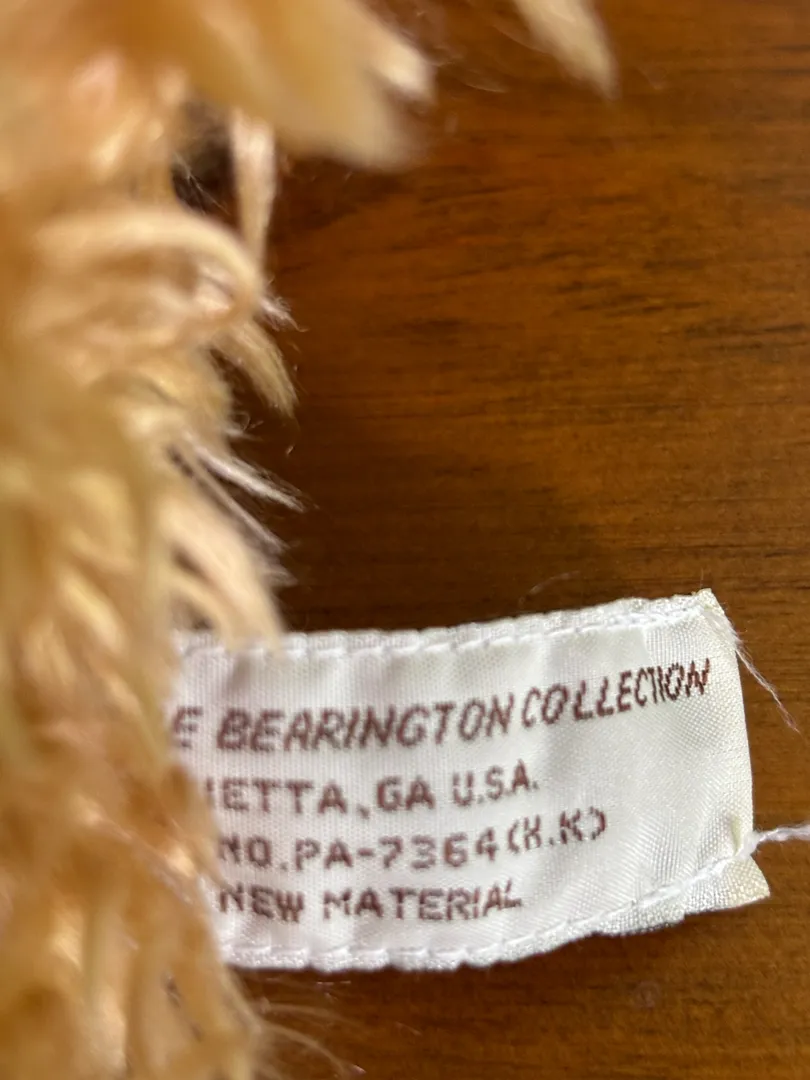 E BEARINGTON COLLECTION
IETTA, GA U.S.A.
NO. PA-7364 (H.K)
NEW MATERIAL